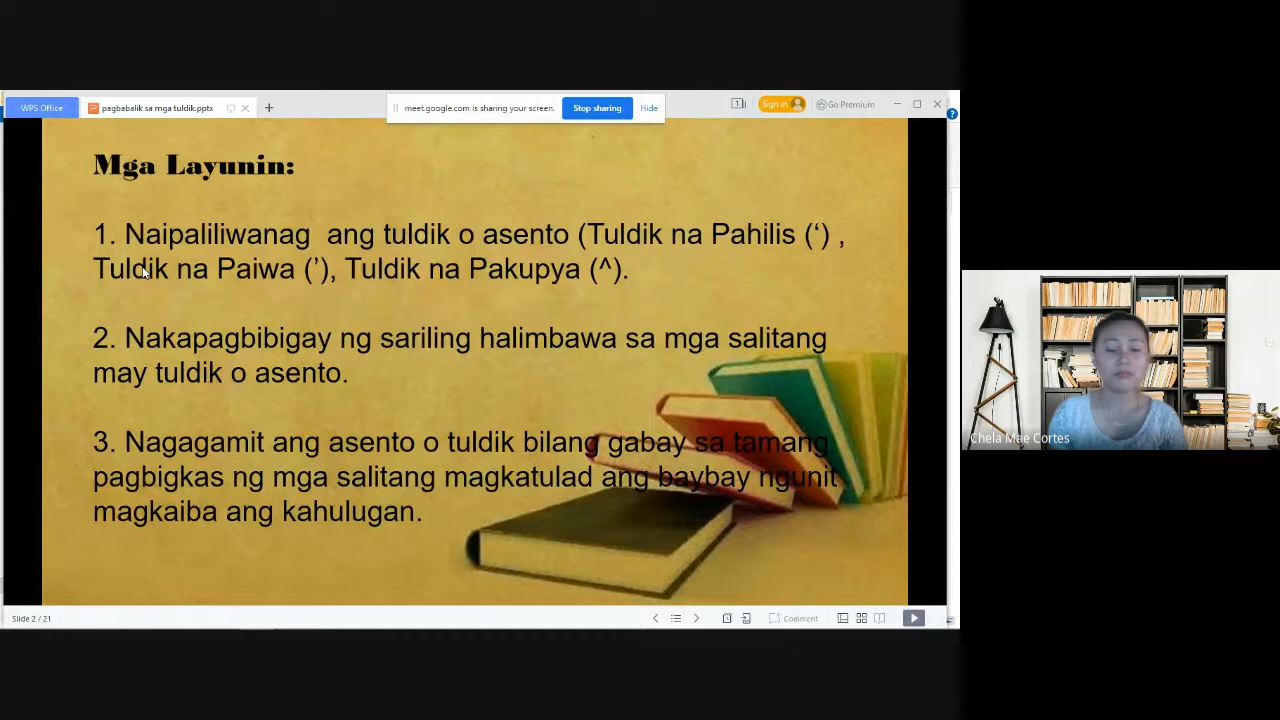 WPS Office
pagbabalik sa mga tuldik.pptx
meet.google.com is sharing your screen.
Stop sharing
Hide
1
Sign in
Go Premium
Mga Layunin:
1. Naipaliliwanag  ang tuldik o asento (Tuldik na Pahilis (‘) ,
Tuldik na Paiwa (’), Tuldik na Pakupya (^).
2. Nakapagbibigay ng sariling halimbawa sa mga salitang
may tuldik o asento.
3. Nagagamit ang asento o tuldik bilang gabay sa tamang
pagbigkas ng mga salitang magkatulad ang baybay ngunit
magkaiba ang kahulugan.
Chela Mae Cortes
Slide 2 / 21
Comment